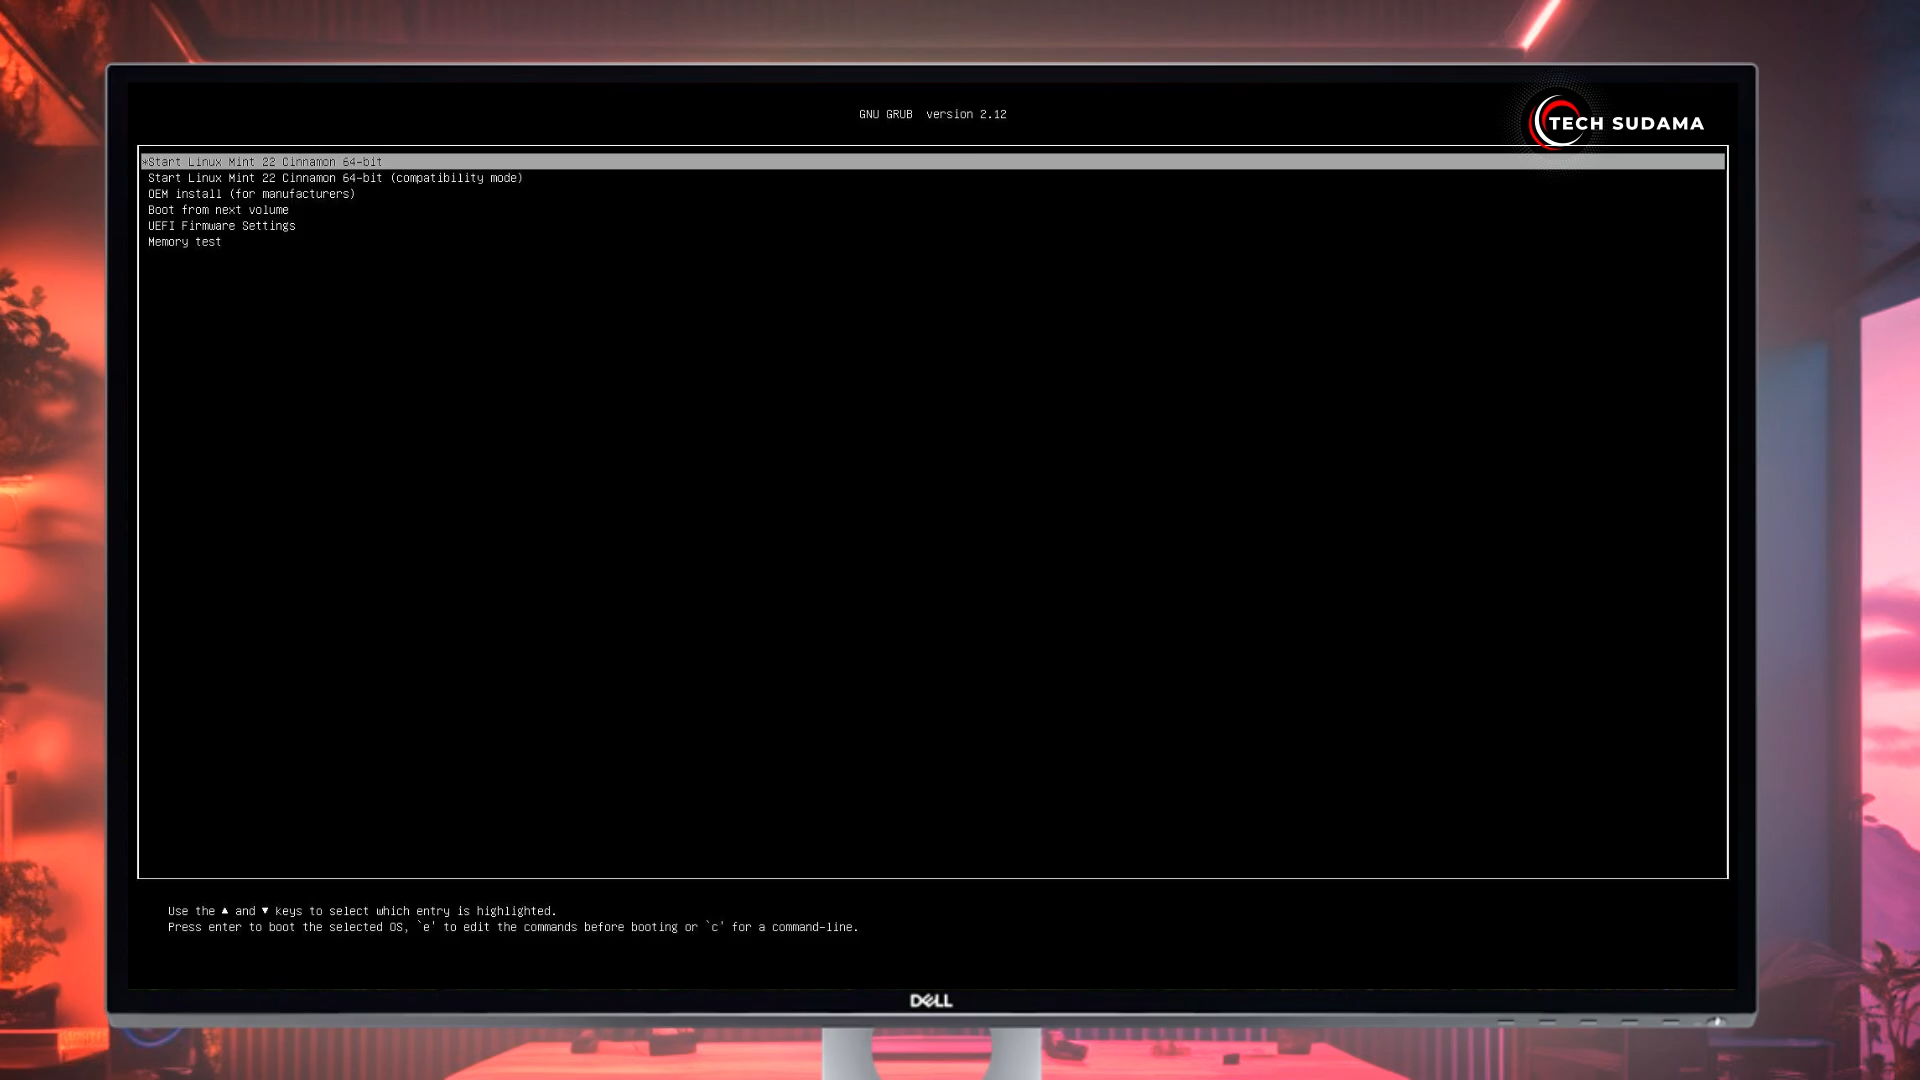 GNU GRUB version 2.12
TECH SUDAMA
*Start Linux Mint 22 Cinnamon 64-bit
Start Linux Mint 22 Cinnamon 64-bit (compatibility mode)
OEM install (for manufacturers)
Boot from next volume
UEFI Firmware Settings
Memory test
Use the ▲ and ▼ keys to select which entry is highlighted.
Press enter to boot the selected OS, `e' to edit the commands before booting or `c' for a command-line.
DELL